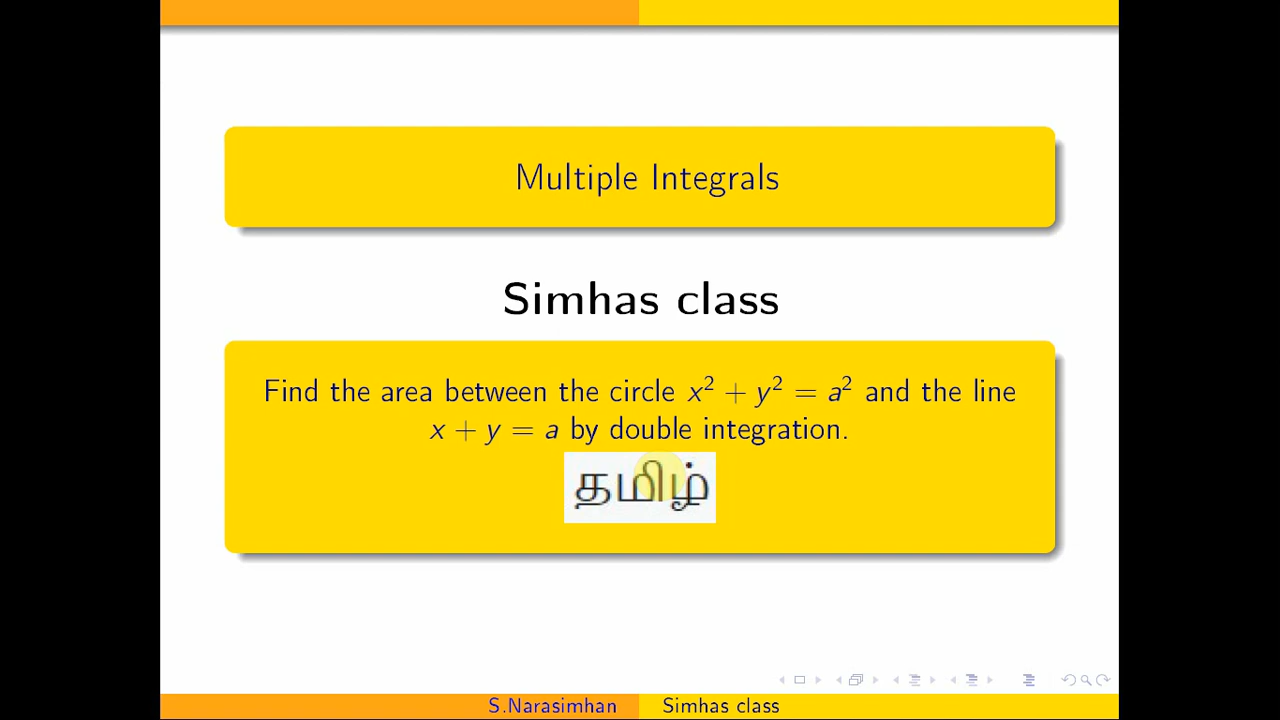 Multiple Integrals
Simhas class
Find the area between the circle x² + y² = a² and the line
x + y = a by double integration.
தமிழ்
S.Narasimhan Simhas class